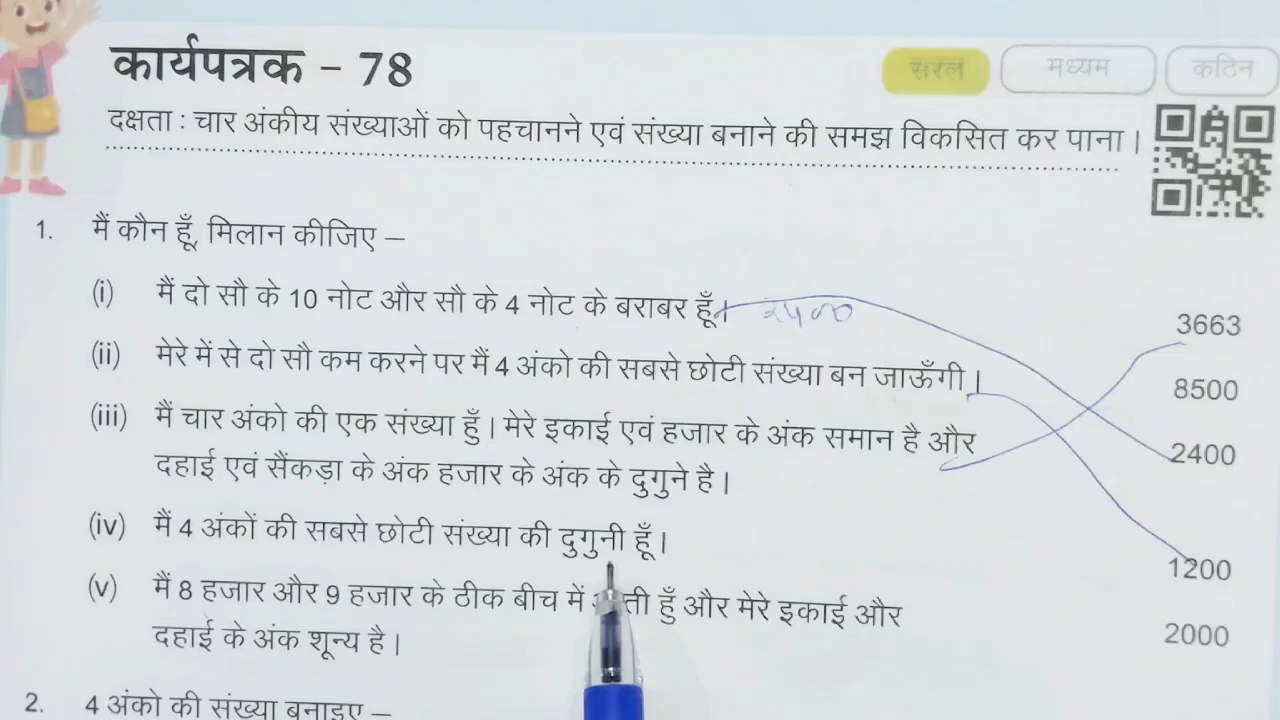 कार्यपत्रक – 78
सरल
मध्यम
कठिन
दक्षता : चार अंकीय संख्याओं को पहचानने एवं संख्या बनाने की समझ विकसित कर पाना।
1. मैं कौन हूँ, मिलान कीजिए –
(i) मैं दो सौ के 10 नोट और सौ के 4 नोट के बराबर हूँ।
3663
(ii) मेरे में से दो सौ कम करने पर मैं 4 अंको की सबसे छोटी संख्या बन जाऊँगी।
8500
(iii) मैं चार अंको की एक संख्या हुँ। मेरे इकाई एवं हजार के अंक समान है और
2400
दहाई एवं सैंकड़ा के अंक हजार के अंक के दुगुने है।
(iv) मैं 4 अंकों की सबसे छोटी संख्या की दुगुनी हूँ।
1200
(v) मैं 8 हजार और 9 हजार के ठीक बीच में हुँ और मेरे इकाई और
2000
दहाई के अंक शून्य है।
2. 4 अंको की संख्या बनाइए –